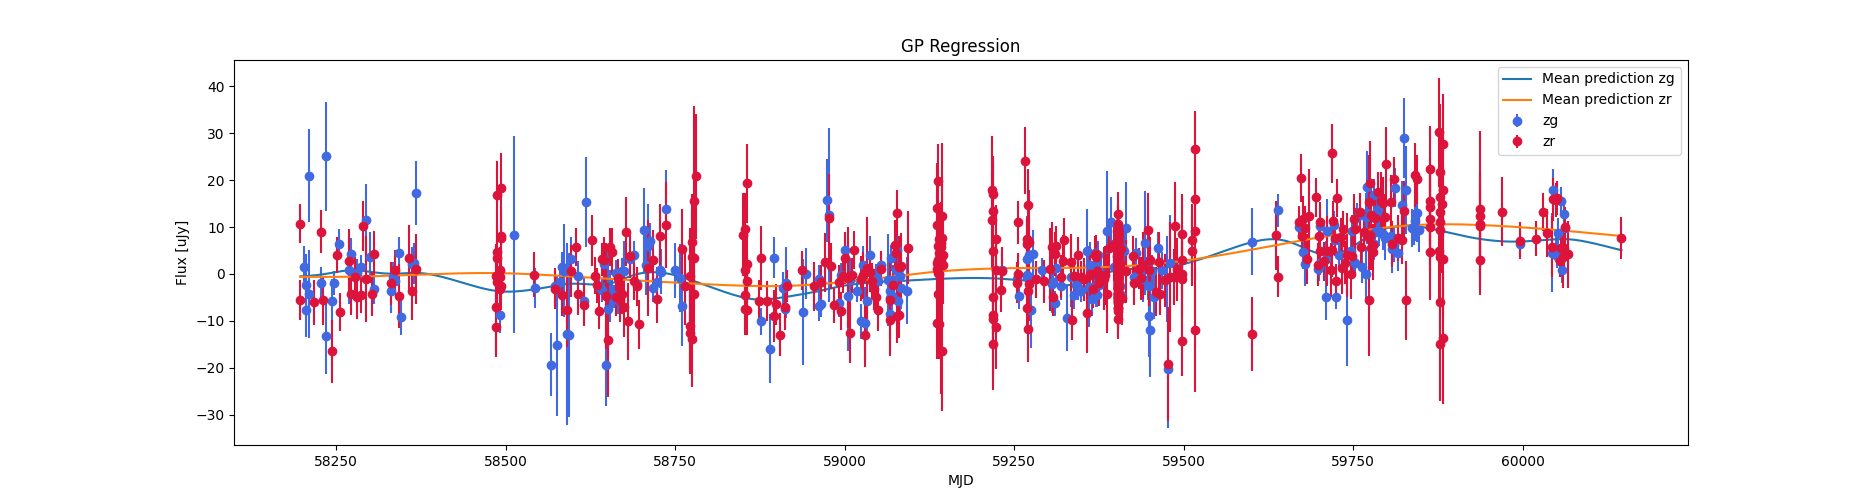 GP Regression
Flux [uJy]
40
30
20
10
0
−10
−20
−30
Mean prediction zg
Mean prediction zr
zg
zr
58250 58500 58750 59000 59250 59500 59750 60000
MJD